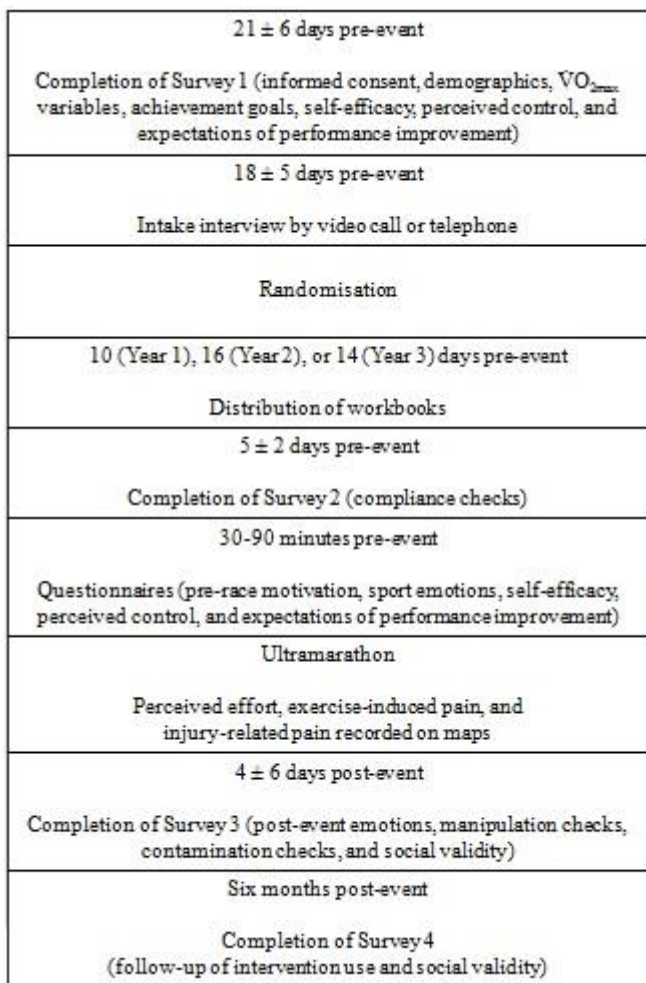 21 ± 6 days pre-event
Completion of Survey 1 (informed consent, demographics, V̇O₂ₘₐₓ
variables, achievement goals, self-efficacy, perceived control, and
expectations of performance improvement)
18 ± 5 days pre-event
Intake interview by video call or telephone
Randomisation
10 (Year 1), 16 (Year 2), or 14 (Year 3) days pre-event
Distribution of workbooks
5 ± 2 days pre-event
Completion of Survey 2 (compliance checks)
30-90 minutes pre-event
Questionnaires (pre-race motivation, sport emotions, self-efficacy,
perceived control, and expectations of performance improvement)
Ultramarathon
Perceived effort, exercise-induced pain, and
injury-related pain recorded on maps
4 ± 6 days post-event
Completion of Survey 3 (post-event emotions, manipulation checks,
contamination checks, and social validity)
Six months post-event
Completion of Survey 4
(follow-up of intervention use and social validity)